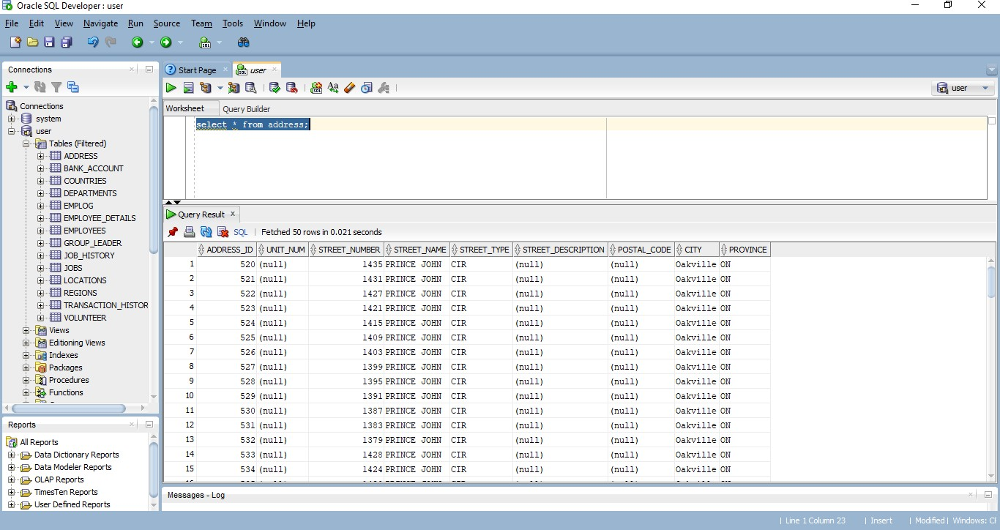 Oracle SQL Developer : user
File Edit View Navigate Run Source Team Tools Window Help
Connections
Connections
system
user
Tables (Filtered)
ADDRESS
BANK_ACCOUNT
COUNTRIES
DEPARTMENTS
EMPLOG
EMPLOYEE_DETAILS
EMPLOYEES
GROUP_LEADER
JOB_HISTORY
JOBS
LOCATIONS
REGIONS
TRANSACTION_HISTOR
VOLUNTEER
Views
Editioning Views
Indexes
Packages
Procedures
Functions
Reports
All Reports
Data Dictionary Reports
Data Modeler Reports
OLAP Reports
TimesTen Reports
User Defined Reports
Start Page user
user
Worksheet Query Builder
select * from address;
Query Result
SQL Fetched 50 rows in 0.021 seconds
ADDRESS_ID UNIT_NUM STREET_NUMBER STREET_NAME STREET_TYPE STREET_DESCRIPTION POSTAL_CODE CITY PROVINCE
1 520 (null) 1435 PRINCE JOHN CIR (null) (null) Oakville ON
2 521 (null) 1431 PRINCE JOHN CIR (null) (null) Oakville ON
3 522 (null) 1427 PRINCE JOHN CIR (null) (null) Oakville ON
4 523 (null) 1421 PRINCE JOHN CIR (null) (null) Oakville ON
5 524 (null) 1415 PRINCE JOHN CIR (null) (null) Oakville ON
6 525 (null) 1409 PRINCE JOHN CIR (null) (null) Oakville ON
7 526 (null) 1403 PRINCE JOHN CIR (null) (null) Oakville ON
8 527 (null) 1399 PRINCE JOHN CIR (null) (null) Oakville ON
9 528 (null) 1395 PRINCE JOHN CIR (null) (null) Oakville ON
10 529 (null) 1391 PRINCE JOHN CIR (null) (null) Oakville ON
11 530 (null) 1387 PRINCE JOHN CIR (null) (null) Oakville ON
12 531 (null) 1383 PRINCE JOHN CIR (null) (null) Oakville ON
13 532 (null) 1379 PRINCE JOHN CIR (null) (null) Oakville ON
14 533 (null) 1428 PRINCE JOHN CIR (null) (null) Oakville ON
15 534 (null) 1424 PRINCE JOHN CIR (null) (null) Oakville ON
Messages - Log
Line 1 Column 23 Insert Modified Windows: CF